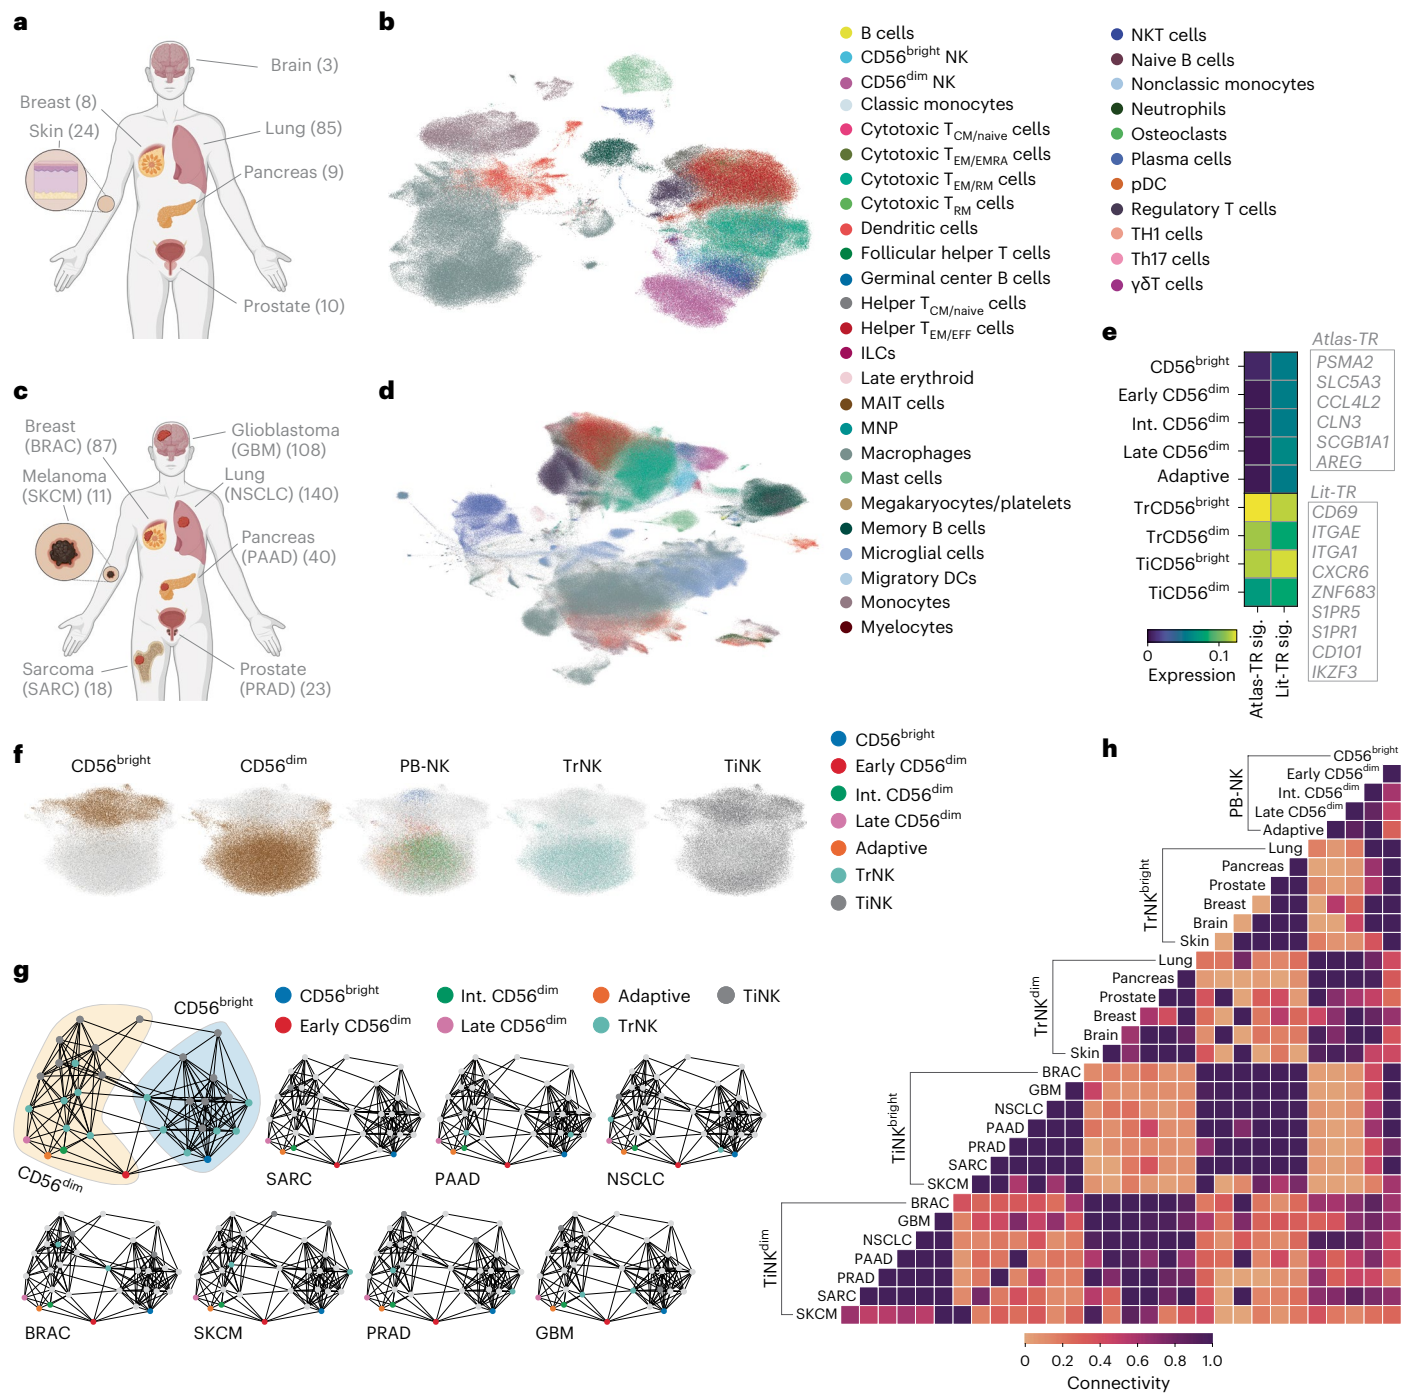 a
Brain (3)
Breast (8)
Skin (24)
Lung (85)
Pancreas (9)
Prostate (10)
b
B cells
CD56bright NK
CD56dim NK
Classic monocytes
Cytotoxic TCM/naive cells
Cytotoxic TEM/EMRA cells
Cytotoxic TEM/RM cells
Cytotoxic TRM cells
Dendritic cells
Follicular helper T cells
Germinal center B cells
Helper TCM/naive cells
Helper TEM/EFF cells
ILCs
Late erythroid
MAIT cells
MNP
Macrophages
Mast cells
Megakaryocytes/platelets
Memory B cells
Microglial cells
Migratory DCs
Monocytes
Myelocytes
NKT cells
Naive B cells
Nonclassic monocytes
Neutrophils
Osteoclasts
Plasma cells
pDC
Regulatory T cells
TH1 cells
Th17 cells
γδT cells
c
Breast
(BRAC) (87)
Melanoma
(SKCM) (11)
Glioblastoma
(GBM) (108)
Lung
(NSCLC) (140)
Pancreas
(PAAD) (40)
Sarcoma
(SARC) (18)
Prostate
(PRAD) (23)
d
e
CD56bright
Early CD56dim
Int. CD56dim
Late CD56dim
Adaptive
TrCD56bright
TrCD56dim
TiCD56bright
TiCD56dim
0
0.1
Expression
Atlas-TR sig.
Lit-TR sig.
Atlas-TR
PSMA2
SLC5A3
CCL4L2
CLN3
SCGB1A1
AREG
Lit-TR
CD69
ITGAE
ITGA1
CXCR6
ZNF683
S1PR5
S1PR1
CD101
IKZF3
f
CD56bright
CD56dim
PB-NK
TrNK
TiNK
CD56bright
Early CD56dim
Int. CD56dim
Late CD56dim
Adaptive
TrNK
TiNK
g
CD56bright
CD56dim
CD56bright
Early CD56dim
Int. CD56dim
Late CD56dim
Adaptive
TrNK
TiNK
SARC
PAAD
NSCLC
BRAC
SKCM
PRAD
GBM
h
PB-NK
CD56bright
Early CD56dim
Int. CD56dim
Late CD56dim
Adaptive
TrNKbright
Lung
Pancreas
Prostate
Breast
Brain
Skin
TrNKdim
Lung
Pancreas
Prostate
Breast
Brain
Skin
TiNKbright
BRAC
GBM
NSCLC
PAAD
PRAD
SARC
SKCM
TiNKdim
BRAC
GBM
NSCLC
PAAD
PRAD
SARC
SKCM
0 0.2 0.4 0.6 0.8 1.0
Connectivity